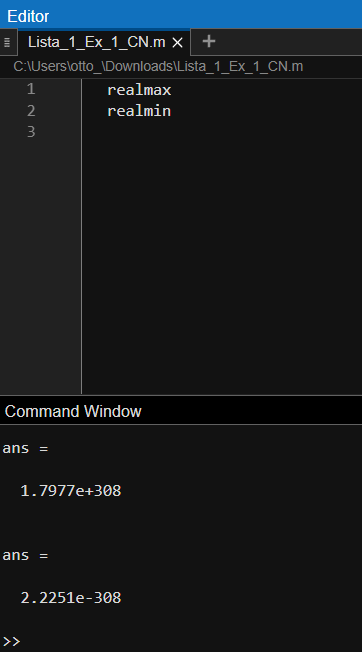 Editor
Lista_1_Ex_1_CN.m × +
C:\Users\otto_\Downloads\Lista_1_Ex_1_CN.m
1 realmax
2 realmin
3
Command Window
ans =
1.7977e+308
ans =
2.2251e-308
>>